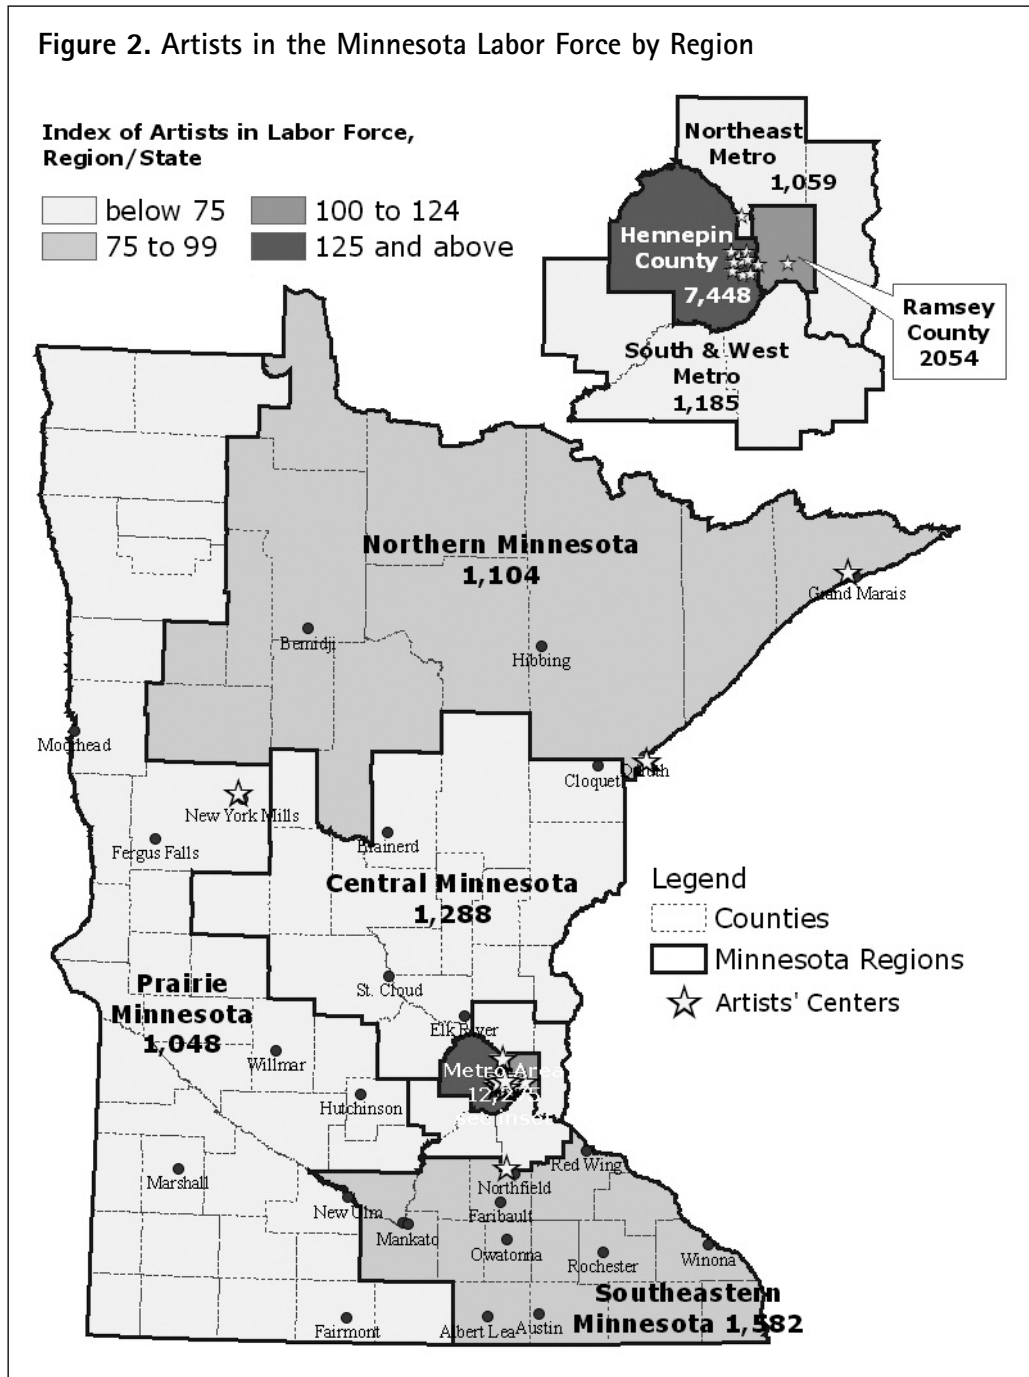 Figure 2. Artists in the Minnesota Labor Force by Region
Index of Artists in Labor Force,
Region/State
below 75
100 to 124
75 to 99
125 and above
Northeast
Metro
1,059
Hennepin
County
7,448
Ramsey
County
2054
South & West
Metro
1,185
Northern Minnesota
1,104
Grand Marais
Bemidji
Hibbing
Moorhead
Cloquet
Duluth
New York Mills
Brainerd
Fergus Falls
Central Minnesota
1,288
Legend
Counties
Minnesota Regions
Artists' Centers
St. Cloud
Prairie
Minnesota
1,048
Elk River
Willmar
Metro Area
see inset
Hutchinson
Red Wing
Marshall
Northfield
New Ulm
Faribault
Mankato
Owatonna
Rochester
Winona
Southeastern
Minnesota 1,582
Fairmont
Albert Lea
Austin